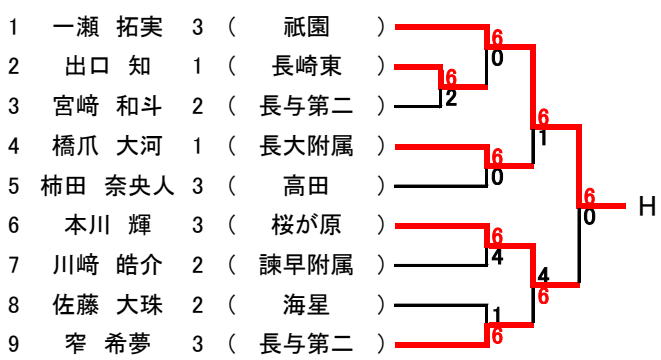 1 一瀬 拓実 3 ( 祇園 ) 6
0
2 出口 知 1 ( 長崎東 ) 6
3 宮﨑 和斗 2 ( 長与第二 ) 2
6
1
4 橋爪 大河 1 ( 長大附属 ) 6
5 柿田 奈央人 3 ( 高田 ) 0
6 H
0
6 本川 輝 3 ( 桜が原 ) 6
7 川﨑 皓介 2 ( 諫早附属 ) 4
4
6
8 佐藤 大珠 2 ( 海星 ) 1
9 窄 希夢 3 ( 長与第二 ) 6